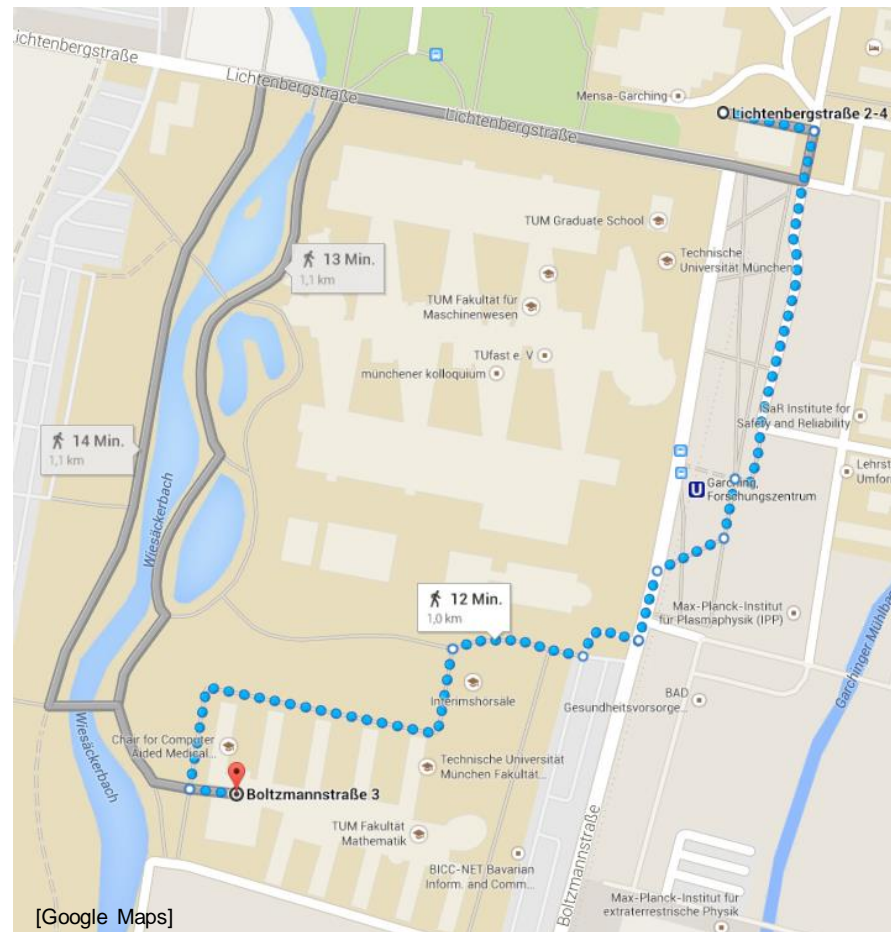 Lichtenbergstraße
Lichtenbergstraße
Lichtenbergstraße
Mensa-Garching
Lichtenbergstraße 2-4
TUM Graduate School
Technische
Universität München
13 Min.
1,1 km
TUM Fakultät für
Maschinenwesen
TUfast e. V
münchener kolloquium
ISaR Institute for
Safety and Reliability
14 Min.
1,1 km
Wiesäckerbach
U
Garching,
Forschungszentrum
Lehrst
Umfor
12 Min.
1,0 km
Max-Planck-Institut
für Plasmaphysik (IPP)
Garchinger Mühlba
Interimshörsäle
BAD
Gesundheitsvorsorge...
Wiesäckerbach
Chair for Computer
Aided Medical...
Technische Universität
München Fakultät...
Boltzmannstraße 3
TUM Fakultät
Mathematik
BICC-NET Bavarian
Inform. and Comm...
Boltzmannstraße
Max-Planck-Institut für
extraterrestrische Physik
[Google Maps]